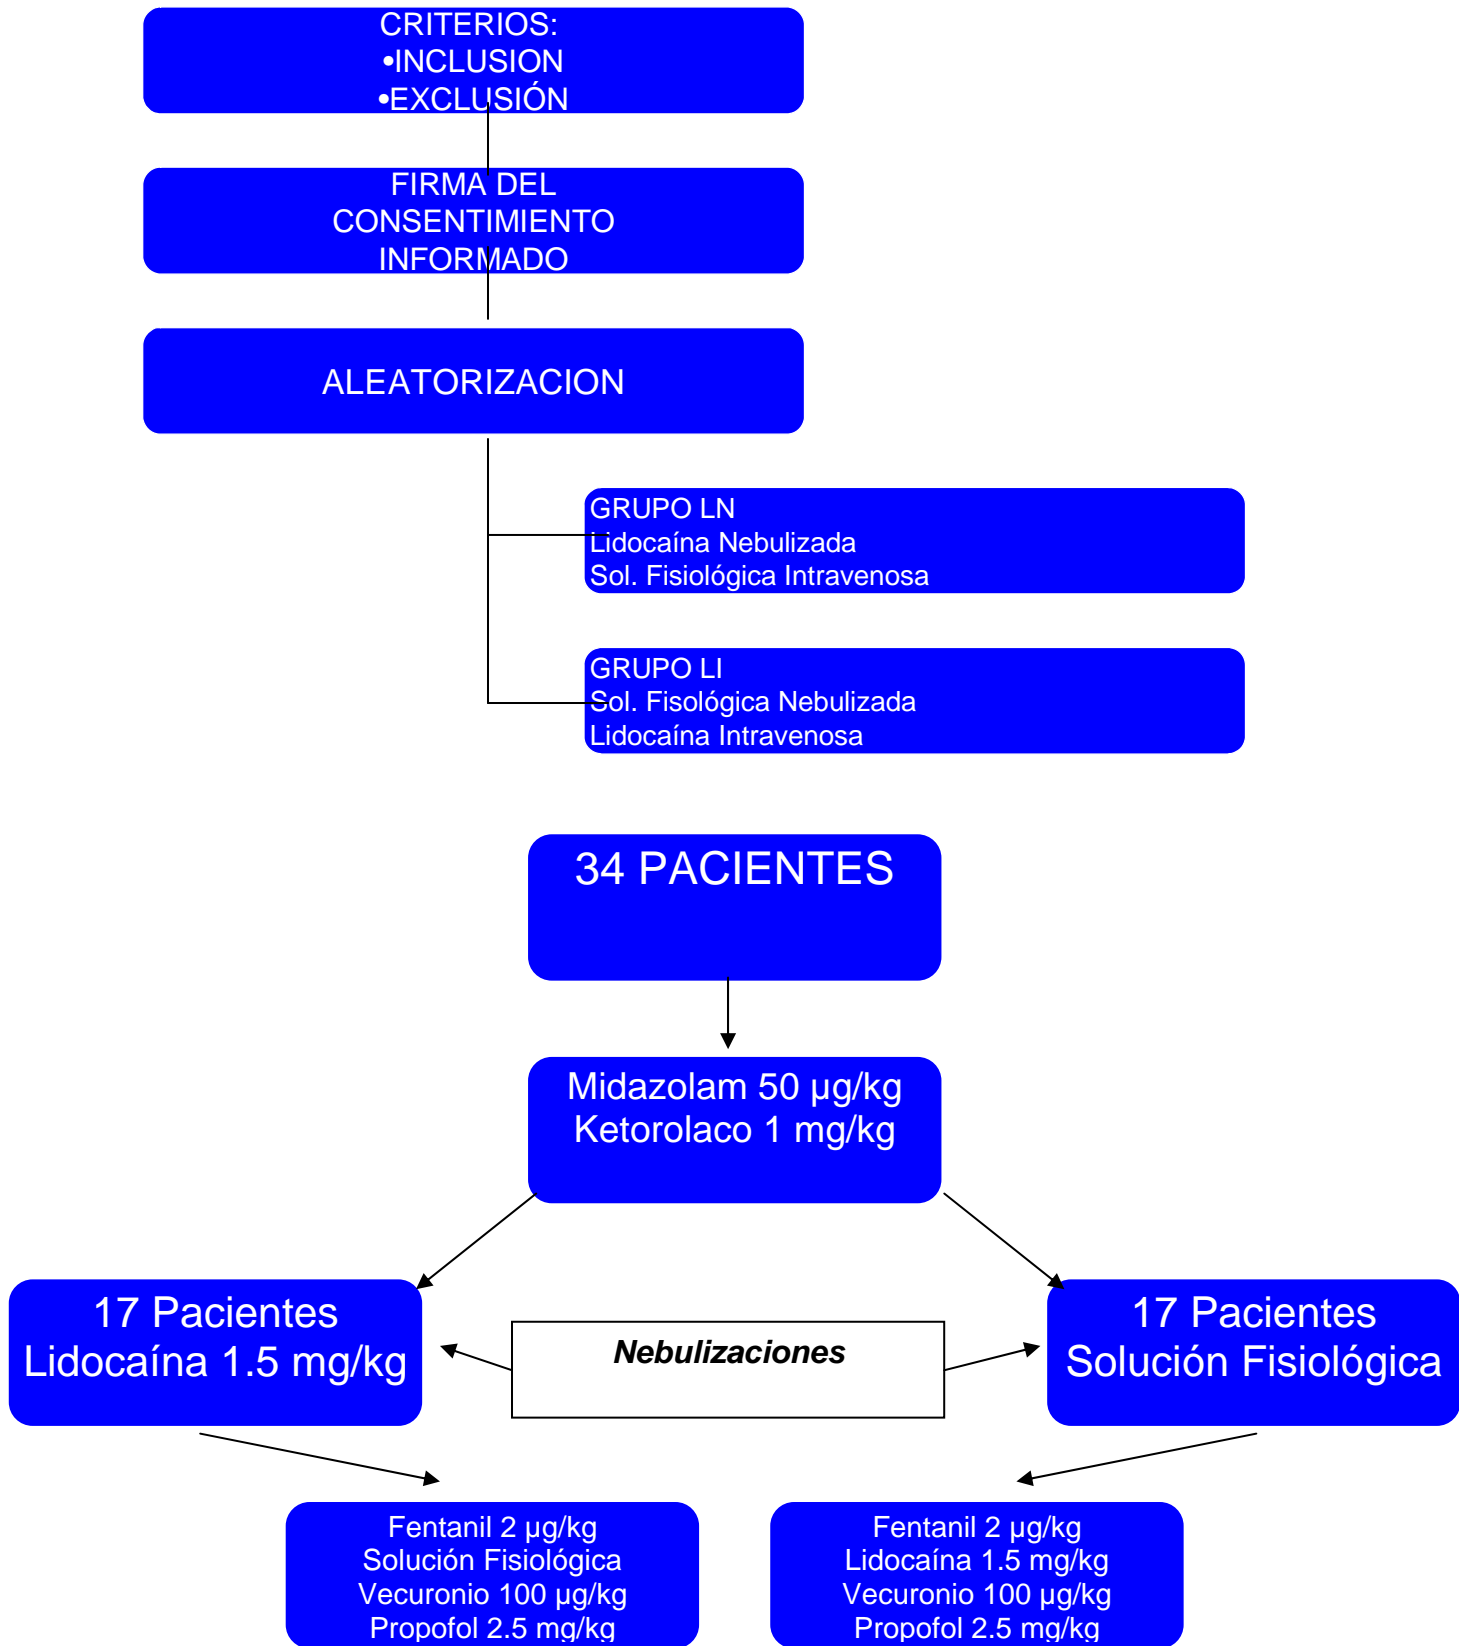 CRITERIOS:
•INCLUSION
•EXCLUSIÓN
FIRMA DEL
CONSENTIMIENTO
INFORMADO
ALEATORIZACION
GRUPO LN
Lidocaína Nebulizada
Sol. Fisiológica Intravenosa
GRUPO LI
Sol. Fisológica Nebulizada
Lidocaína Intravenosa
34 PACIENTES
Midazolam 50 µg/kg
Ketorolaco 1 mg/kg
17 Pacientes
Lidocaína 1.5 mg/kg
Nebulizaciones
17 Pacientes
Solución Fisiológica
Fentanil 2 µg/kg
Solución Fisiológica
Vecuronio 100 µg/kg
Propofol 2.5 mg/kg
Fentanil 2 µg/kg
Lidocaína 1.5 mg/kg
Vecuronio 100 µg/kg
Propofol 2.5 mg/kg